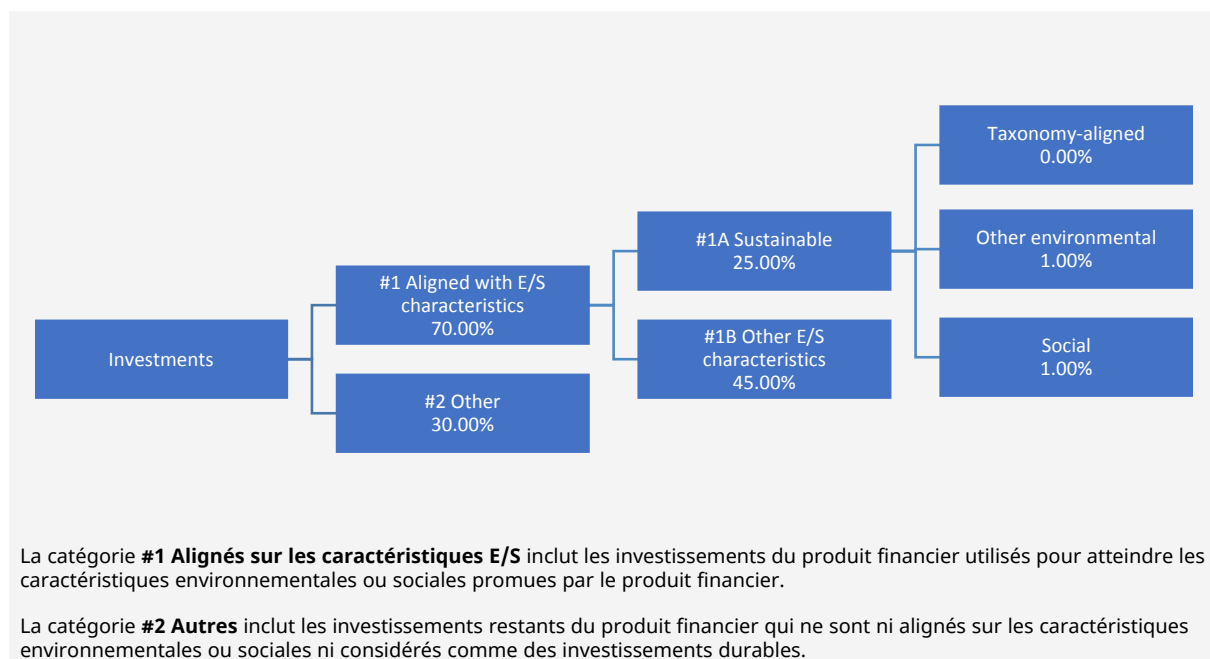 Investments
#1 Aligned with E/S
characteristics
70.00%
#2 Other
30.00%
#1A Sustainable
25.00%
#1B Other E/S
characteristics
45.00%
Taxonomy-aligned
0.00%
Other environmental
1.00%
Social
1.00%
La catégorie #1 Alignés sur les caractéristiques E/S inclut les investissements du produit financier utilisés pour atteindre les
caractéristiques environnementales ou sociales promues par le produit financier.
La catégorie #2 Autres inclut les investissements restants du produit financier qui ne sont ni alignés sur les caractéristiques
environnementales ou sociales ni considérés comme des investissements durables.